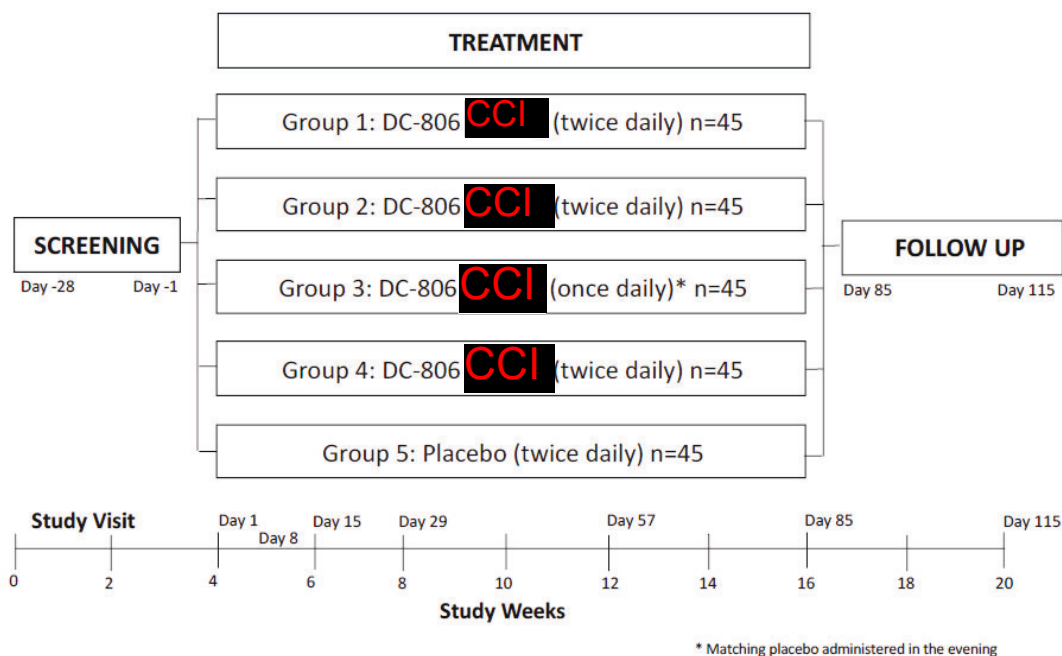 TREATMENT
Group 1: DC-806 CCI (twice daily) n=45
Group 2: DC-806 CCI (twice daily) n=45
SCREENING
FOLLOW UP
Day -28 Day -1
Group 3: DC-806 CCI (once daily)* n=45
Day 85 Day 115
Group 4: DC-806 CCI (twice daily) n=45
Group 5: Placebo (twice daily) n=45
Study Visit
Day 1 Day 8 Day 15 Day 29 Day 57 Day 85 Day 115
0 2 4 6 8 10 12 14 16 18 20
Study Weeks
* Matching placebo administered in the evening